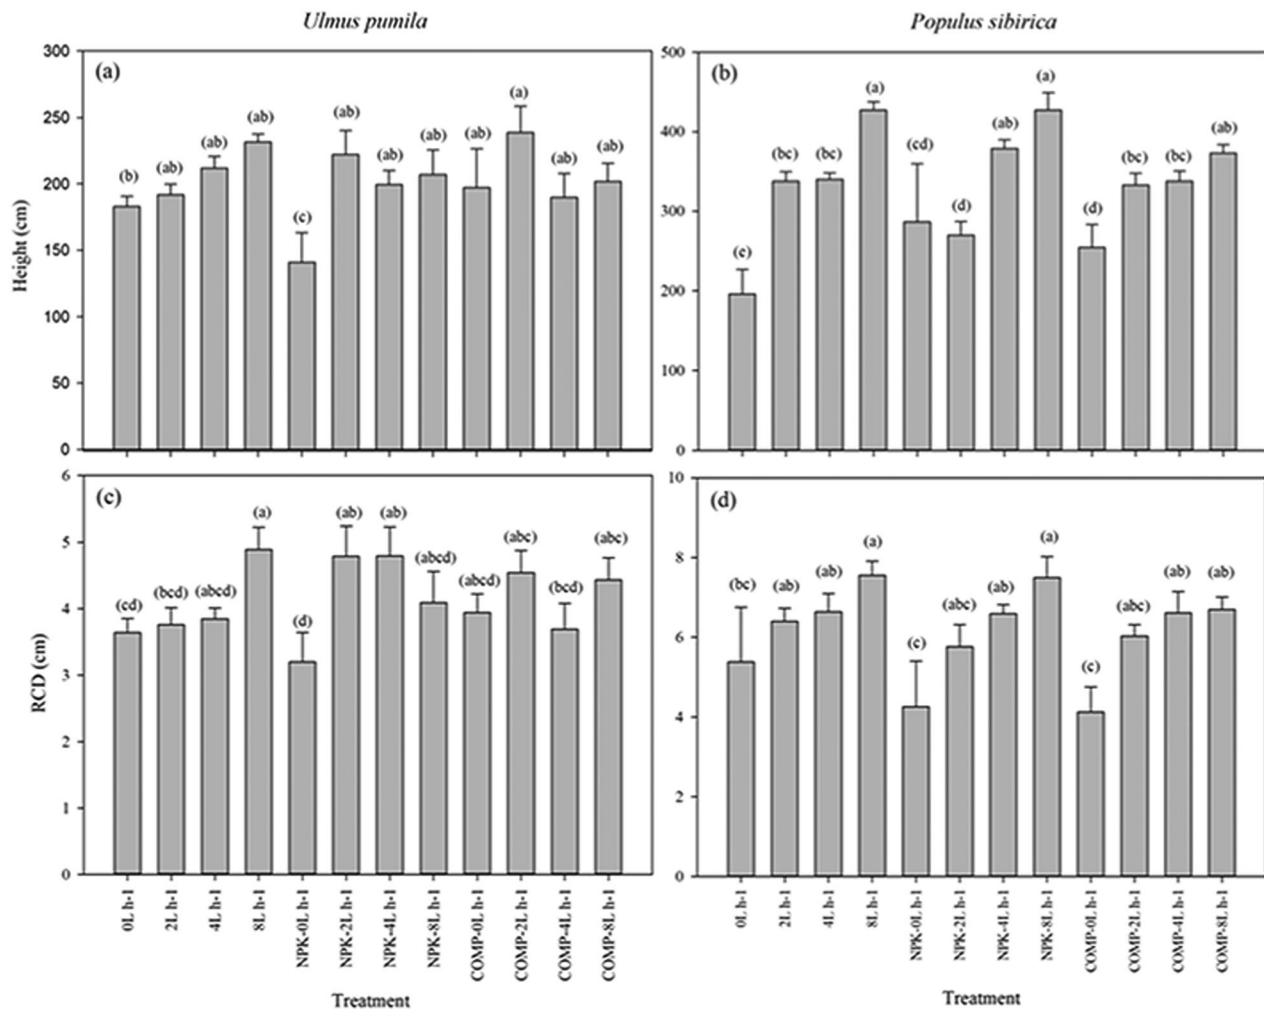 Ulmus pumila
Populus sibirica
(a)
Height (cm)
300
250
200
150
100
50
0
(b)
(ab)
(ab)
(ab)
(c)
(ab)
(ab)
(ab)
(ab)
(a)
(ab)
(ab)
(b)
500
400
300
200
100
0
(e)
(bc)
(bc)
(a)
(cd)
(d)
(ab)
(a)
(d)
(bc)
(bc)
(ab)
(c)
RCD (cm)
6
5
4
3
2
1
0
(cd)
(bcd)
(abcd)
(a)
(d)
(ab)
(ab)
(abcd)
(abcd)
(abc)
(bcd)
(abc)
0L h-1
2L h-1
4L h-1
8L h-1
NPK-0L h-1
NPK-2L h-1
NPK-4L h-1
NPK-8L h-1
COMP-0L h-1
COMP-2L h-1
COMP-4L h-1
COMP-8L h-1
Treatment
(d)
10
8
6
4
2
0
(bc)
(ab)
(ab)
(a)
(c)
(abc)
(ab)
(a)
(c)
(abc)
(ab)
(ab)
0L h-1
2L h-1
4L h-1
8L h-1
NPK-0L h-1
NPK-2L h-1
NPK-4L h-1
NPK-8L h-1
COMP-0L h-1
COMP-2L h-1
COMP-4L h-1
COMP-8L h-1
Treatment